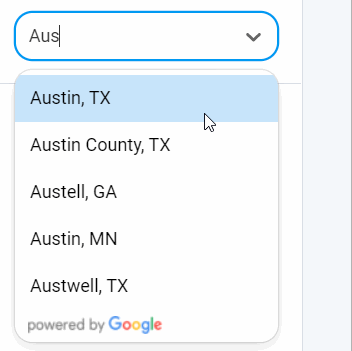 Aus
Austin, TX
Austin County, TX
Austell, GA
Austin, MN
Austwell, TX
powered by Google